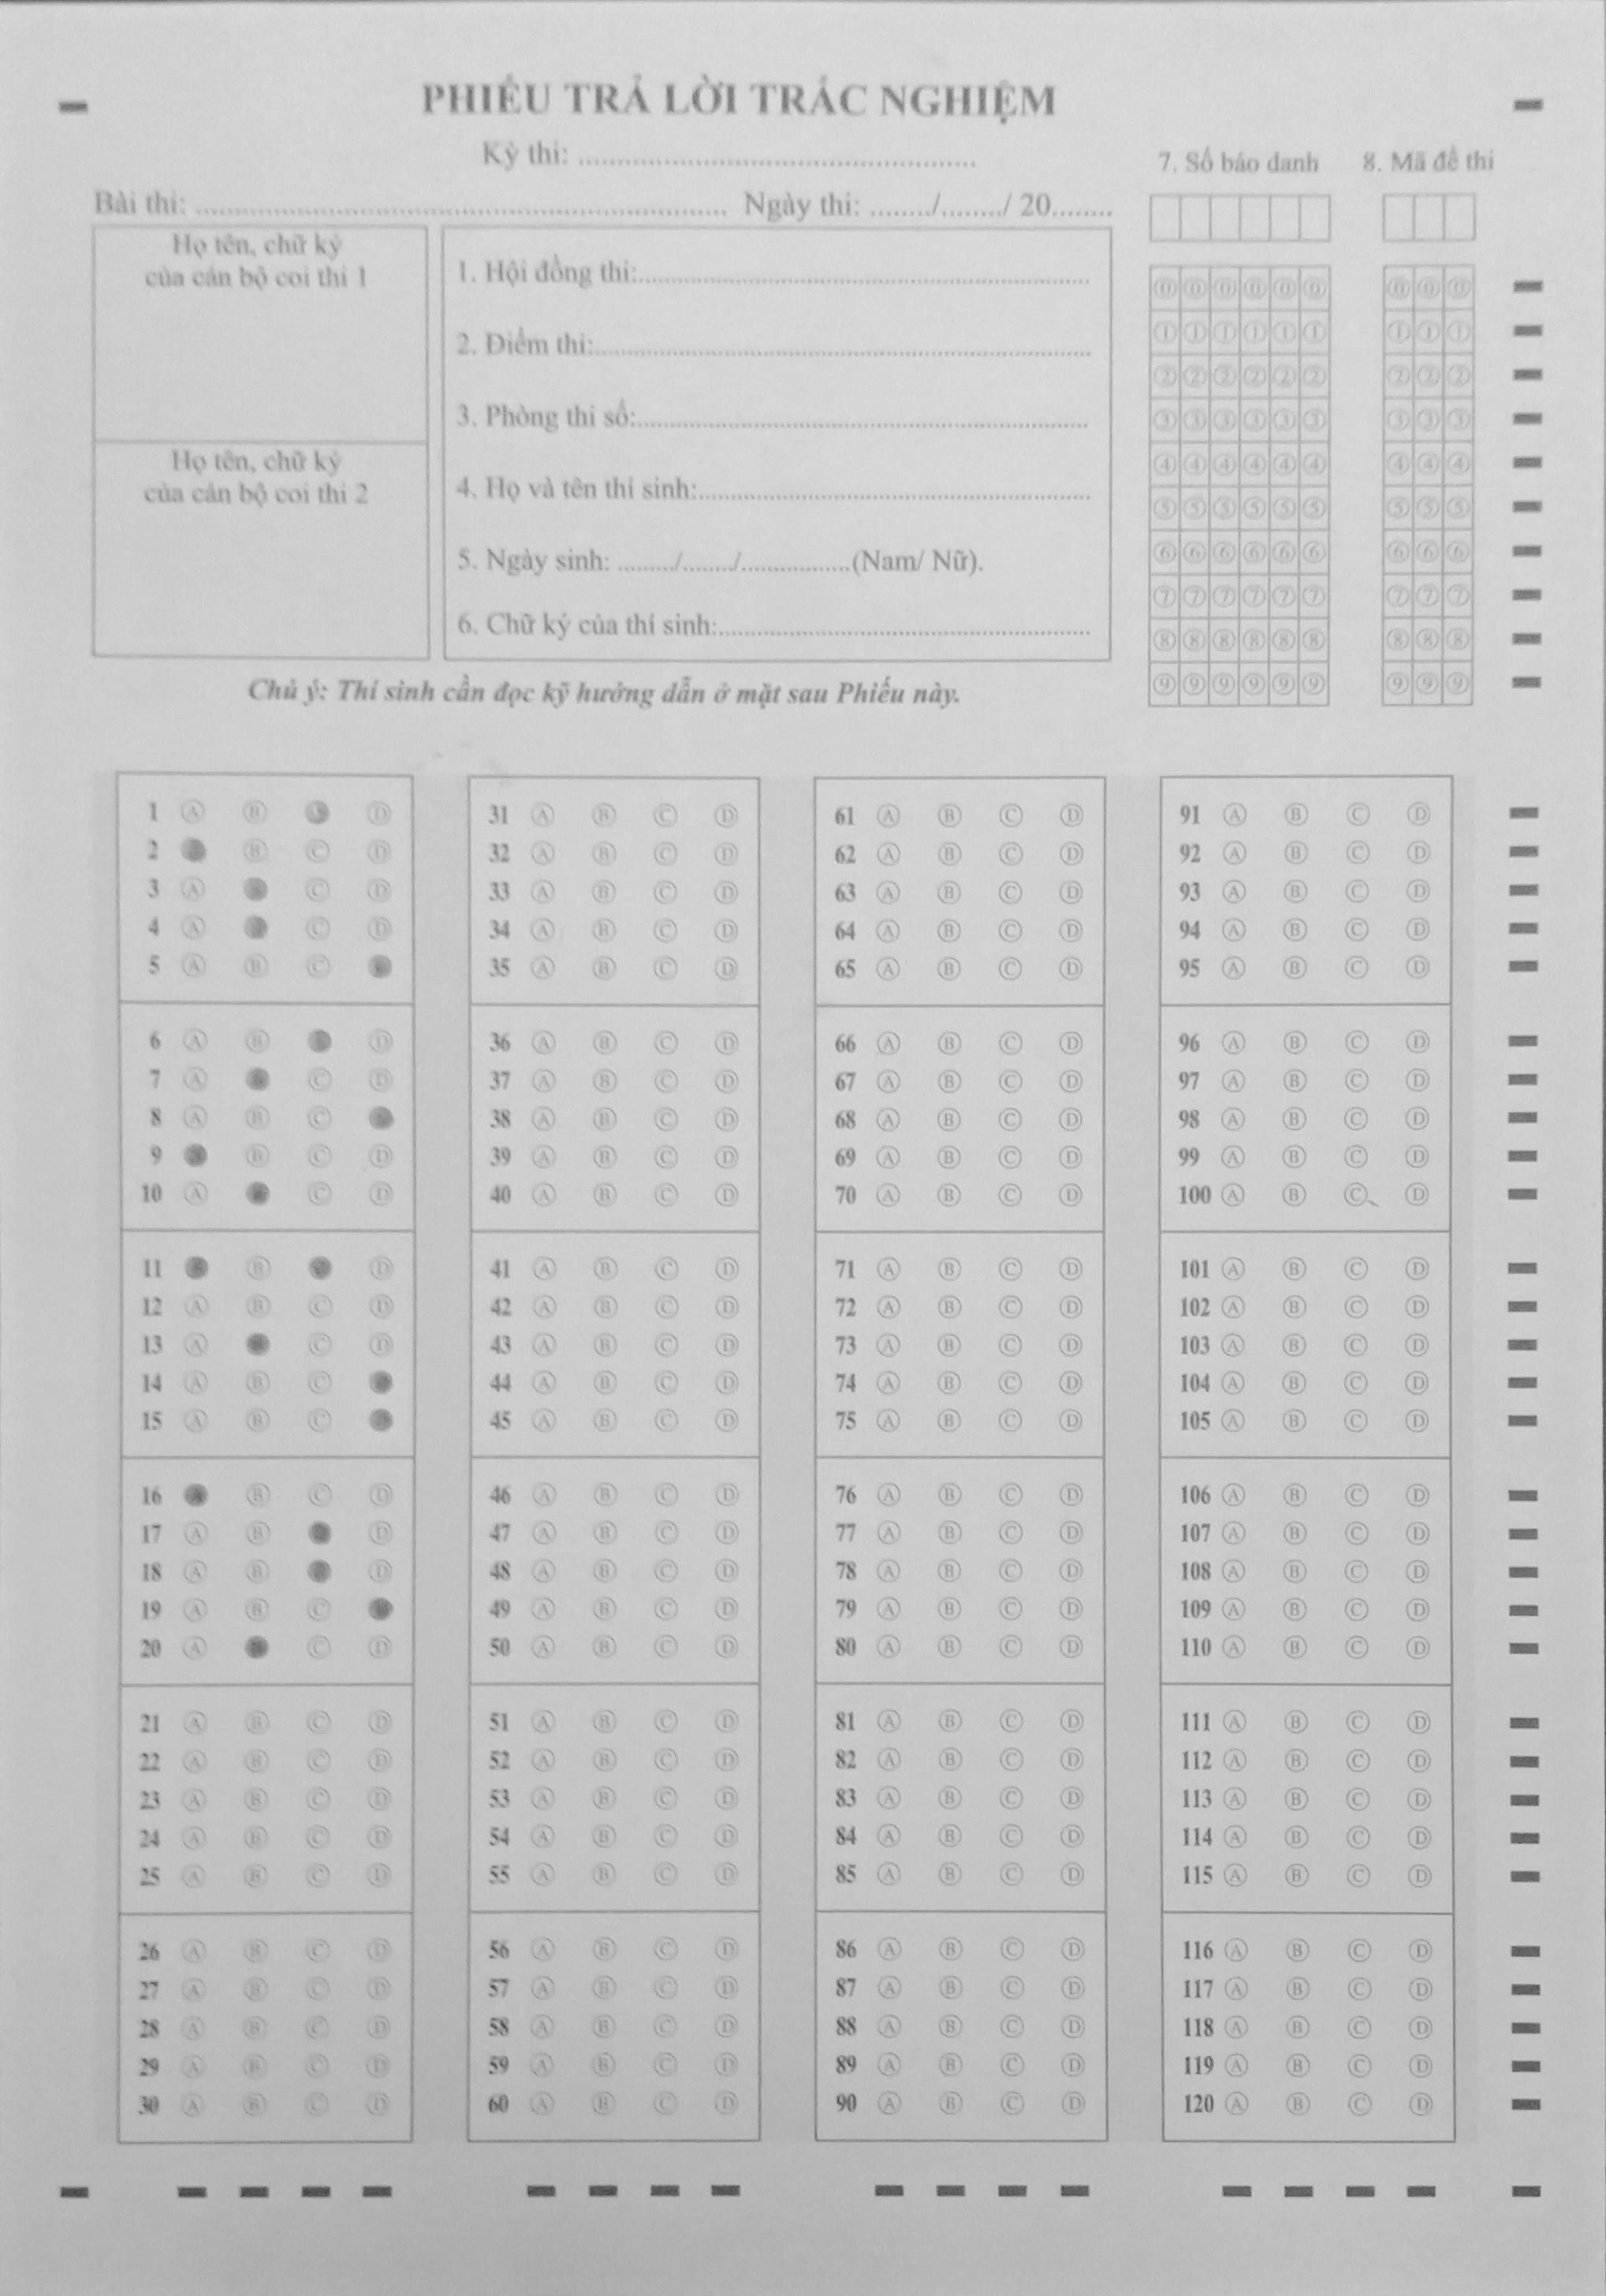 PHIẾU TRẢ LỜI TRẮC NGHIỆM
Kỳ thi: ....................................................
Bài thi: ...................................................................... Ngày thi: ......../......../ 20........
7. Số báo danh
8. Mã đề thi
Họ tên, chữ ký
của cán bộ coi thi 1
Họ tên, chữ ký
của cán bộ coi thi 2
1. Hội đồng thi:............................................................
2. Điểm thi:..................................................................
3. Phòng thi số:............................................................
4. Họ và tên thí sinh:....................................................
5. Ngày sinh: ......../......./...............(Nam/ Nữ).
6. Chữ ký của thí sinh:.................................................
0 0 0 0 0 0 0 0 0
1 1 1 1 1 1 1 1 1
2 2 2 2 2 2 2 2 2
3 3 3 3 3 3 3 3 3
4 4 4 4 4 4 4 4 4
5 5 5 5 5 5 5 5 5
6 6 6 6 6 6 6 6 6
7 7 7 7 7 7 7 7 7
8 8 8 8 8 8 8 8 8
9 9 9 9 9 9 9 9 9
Chú ý: Thí sinh cần đọc kỹ hướng dẫn ở mặt sau Phiếu này.
1 A B D
2 B C D
3 A C D
4 A C D
5 A B C
6 A B D
7 A C D
8 A B C
9 B C D
10 A C D
11 B D
12 A B C D
13 A C D
14 A B C
15 A B C
16 B C D
17 A B D
18 A B D
19 A B C
20 A C D
21 A B C D
22 A B C D
23 A B C D
24 A B C D
25 A B C D
26 A B C D
27 A B C D
28 A B C D
29 A B C D
30 A B C D
31 A B C D
32 A B C D
33 A B C D
34 A B C D
35 A B C D
36 A B C D
37 A B C D
38 A B C D
39 A B C D
40 A B C D
41 A B C D
42 A B C D
43 A B C D
44 A B C D
45 A B C D
46 A B C D
47 A B C D
48 A B C D
49 A B C D
50 A B C D
51 A B C D
52 A B C D
53 A B C D
54 A B C D
55 A B C D
56 A B C D
57 A B C D
58 A B C D
59 A B C D
60 A B C D
61 A B C D
62 A B C D
63 A B C D
64 A B C D
65 A B C D
66 A B C D
67 A B C D
68 A B C D
69 A B C D
70 A B C D
71 A B C D
72 A B C D
73 A B C D
74 A B C D
75 A B C D
76 A B C D
77 A B C D
78 A B C D
79 A B C D
80 A B C D
81 A B C D
82 A B C D
83 A B C D
84 A B C D
85 A B C D
86 A B C D
87 A B C D
88 A B C D
89 A B C D
90 A B C D
91 A B C D
92 A B C D
93 A B C D
94 A B C D
95 A B C D
96 A B C D
97 A B C D
98 A B C D
99 A B C D
100 A B C D
101 A B C D
102 A B C D
103 A B C D
104 A B C D
105 A B C D
106 A B C D
107 A B C D
108 A B C D
109 A B C D
110 A B C D
111 A B C D
112 A B C D
113 A B C D
114 A B C D
115 A B C D
116 A B C D
117 A B C D
118 A B C D
119 A B C D
120 A B C D